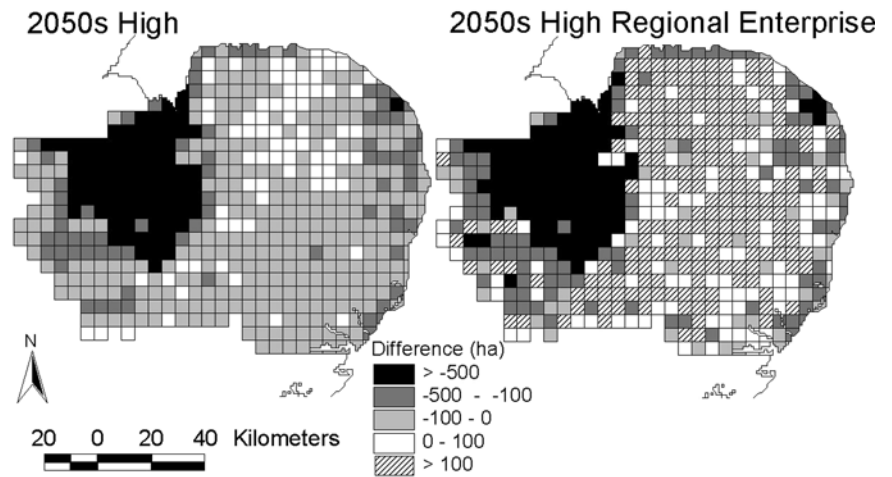 2050s High
2050s High Regional Enterprise
N
Difference (ha)
> -500
-500 - -100
-100 - 0
0 - 100
> 100
20 0 20 40 Kilometers